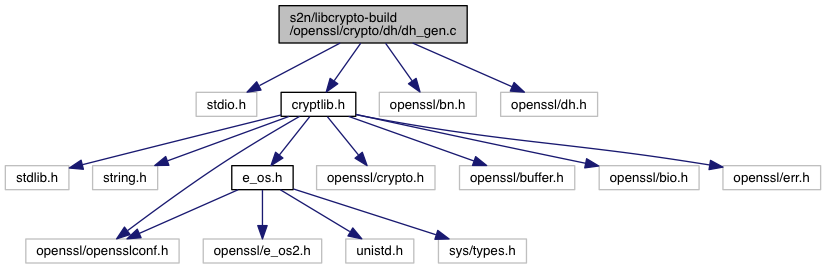 s2n/libcrypto-build
/openssl/crypto/dh/dh_gen.c
stdio.h
cryptlib.h
openssl/bn.h
openssl/dh.h
stdlib.h
string.h
e_os.h
openssl/crypto.h
openssl/buffer.h
openssl/bio.h
openssl/err.h
openssl/opensslconf.h
openssl/e_os2.h
unistd.h
sys/types.h